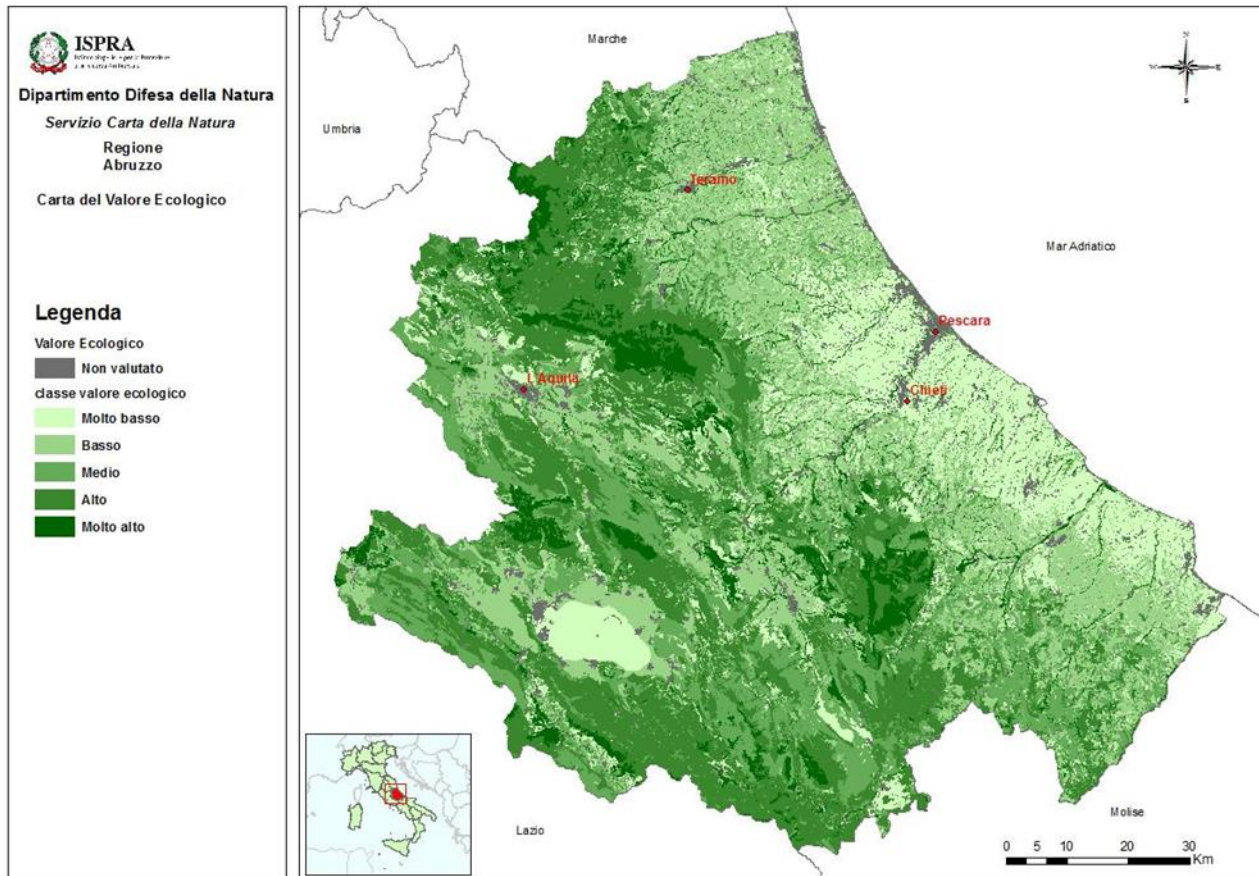 ISPRA
Dipartimento Difesa della Natura
Servizio Carta della Natura
Regione
Abruzzo
Carta del Valore Ecologico
Legenda
Valore Ecologico
Non valutato
classe valore ecologico
Molto basso
Basso
Medio
Alto
Molto alto
Marche
Umbria
Teramo
Mar Adriatico
Pescara
L'Aquila
Chieti
Lazio
Molise
N
W
E
S
0 5 10 20 30
Km